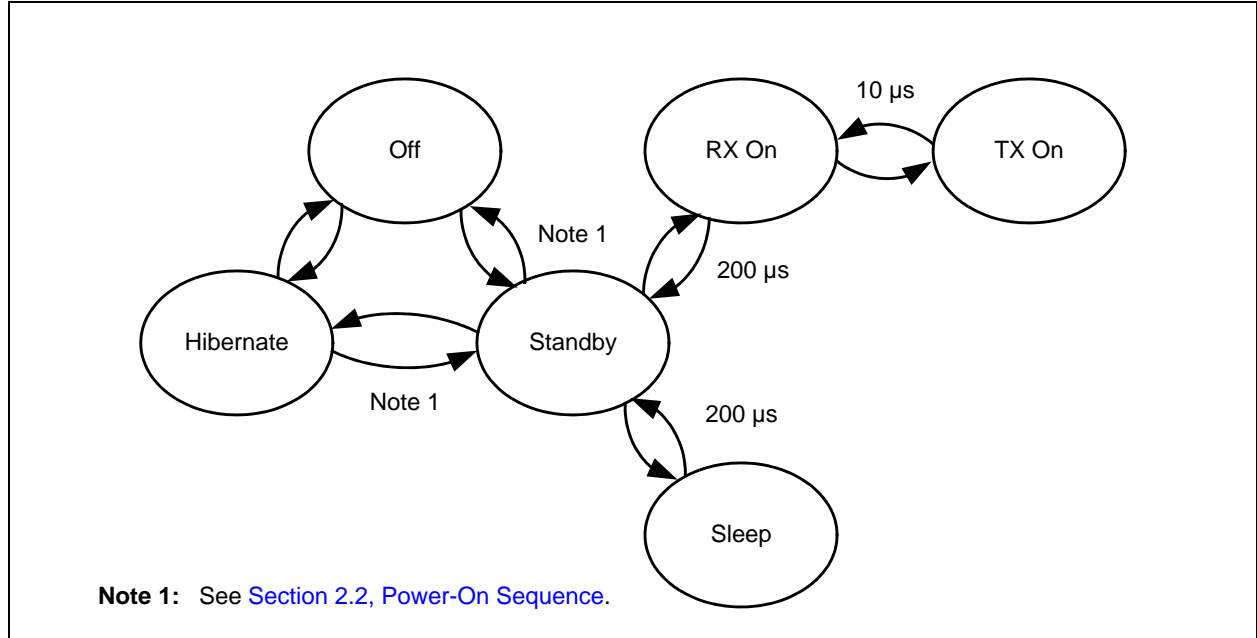 10 µs
Off
RX On
TX On
Note 1
200 µs
Hibernate
Standby
Note 1
200 µs
Sleep
Note 1: See Section 2.2, Power-On Sequence.